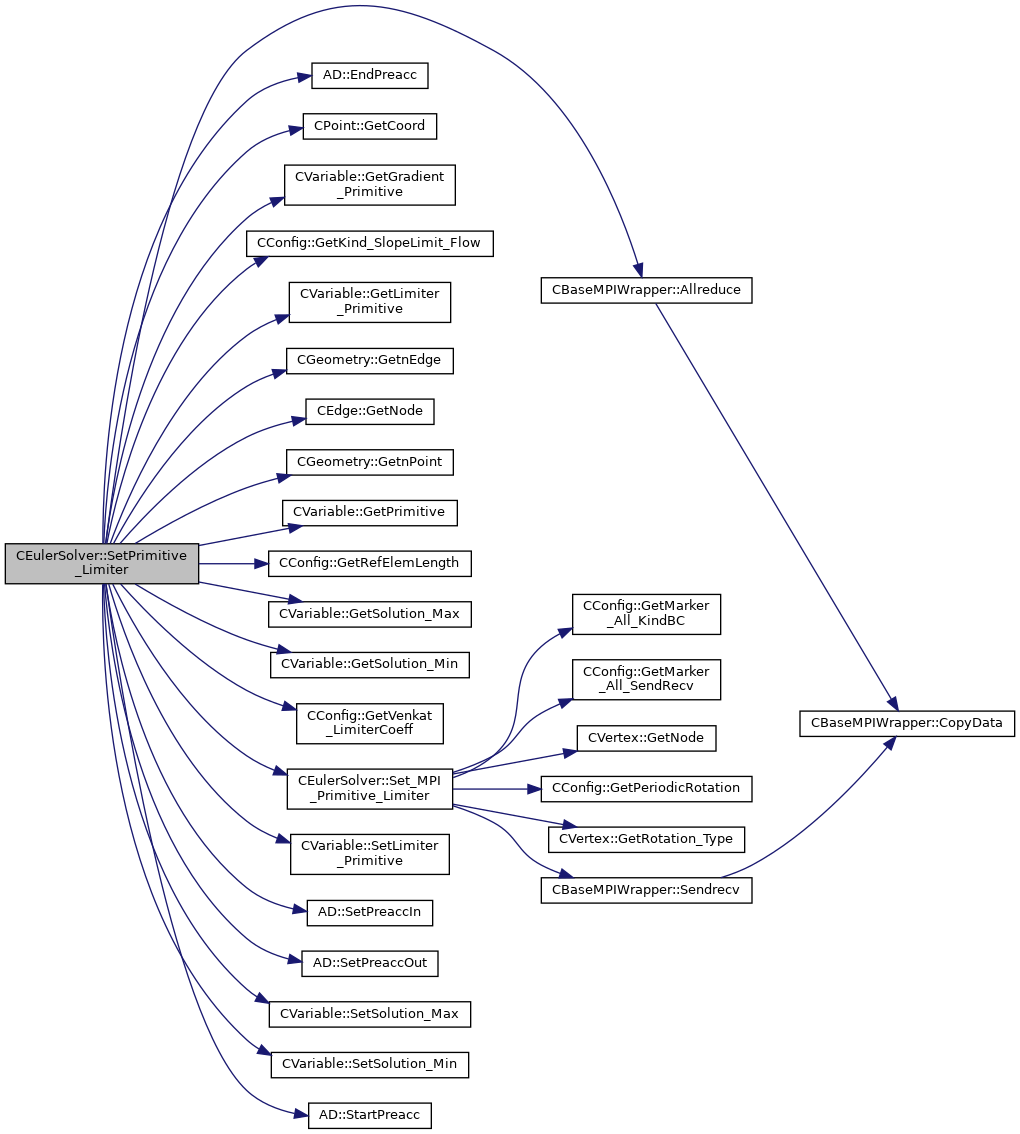 CEulerSolver::SetPrimitive
_Limiter
AD::EndPreacc
CPoint::GetCoord
CVariable::GetGradient
_Primitive
CConfig::GetKind_SlopeLimit_Flow
CVariable::GetLimiter
_Primitive
CGeometry::GetnEdge
CEdge::GetNode
CGeometry::GetnPoint
CVariable::GetPrimitive
CConfig::GetRefElemLength
CVariable::GetSolution_Max
CVariable::GetSolution_Min
CConfig::GetVenkat
_LimiterCoeff
CEulerSolver::Set_MPI
_Primitive_Limiter
CVariable::SetLimiter
_Primitive
AD::SetPreaccIn
AD::SetPreaccOut
CVariable::SetSolution_Max
CVariable::SetSolution_Min
AD::StartPreacc
CBaseMPIWrapper::Allreduce
CConfig::GetMarker
_All_KindBC
CConfig::GetMarker
_All_SendRecv
CVertex::GetNode
CConfig::GetPeriodicRotation
CVertex::GetRotation_Type
CBaseMPIWrapper::Sendrecv
CBaseMPIWrapper::CopyData